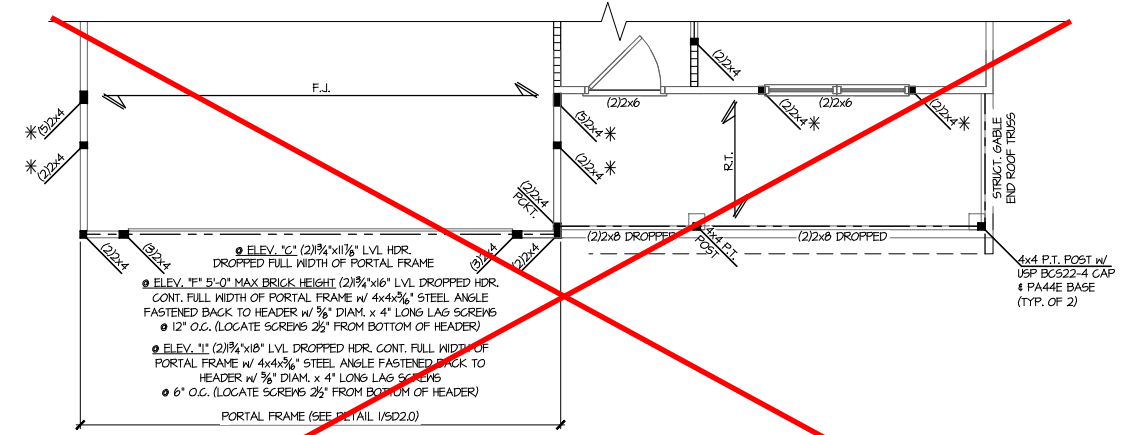 F.J.
(2)2x4
(2)2x6
(2)2x6
(5)2x4
✳
(5)2x4
✳
(2)2x4
✳
(2)2x4
✳
(2)2x4
✳
(2)2x4
✳
R.T.
STRUCT. GABLE
END ROOF TRUSS
(2)2x4
PCKT.
(2)2x8 DROPPED
(2)2x8 DROPPED
4x4 P.T.
POST
(2)2x4
(3)2x4
(3)2x4
(2)2x4
@ ELEV. "C" (2)1¾"x11⅞" LVL HDR.
DROPPED FULL WIDTH OF PORTAL FRAME
@ ELEV. "F" 5'-0" MAX BRICK HEIGHT (2)1¾"x16" LVL DROPPED HDR.
CONT. FULL WIDTH OF PORTAL FRAME w/ 4x4x5/16" STEEL ANGLE
FASTENED BACK TO HEADER w/ ⅝" DIAM. x 4" LONG LAG SCREWS
@ 12" O.C. (LOCATE SCREWS 2½" FROM BOTTOM OF HEADER)
@ ELEV. "I" (2)1¾"x18" LVL DROPPED HDR. CONT. FULL WIDTH OF
PORTAL FRAME w/ 4x4x5/16" STEEL ANGLE FASTENED BACK TO
HEADER w/ ⅝" DIAM. x 4" LONG LAG SCREWS
@ 6" O.C. (LOCATE SCREWS 2½" FROM BOTTOM OF HEADER)
PORTAL FRAME (SEE DETAIL 1/SD2.0)
4x4 P.T. POST w/
USP BCS22-4 CAP
& PA44E BASE
(TYP. OF 2)